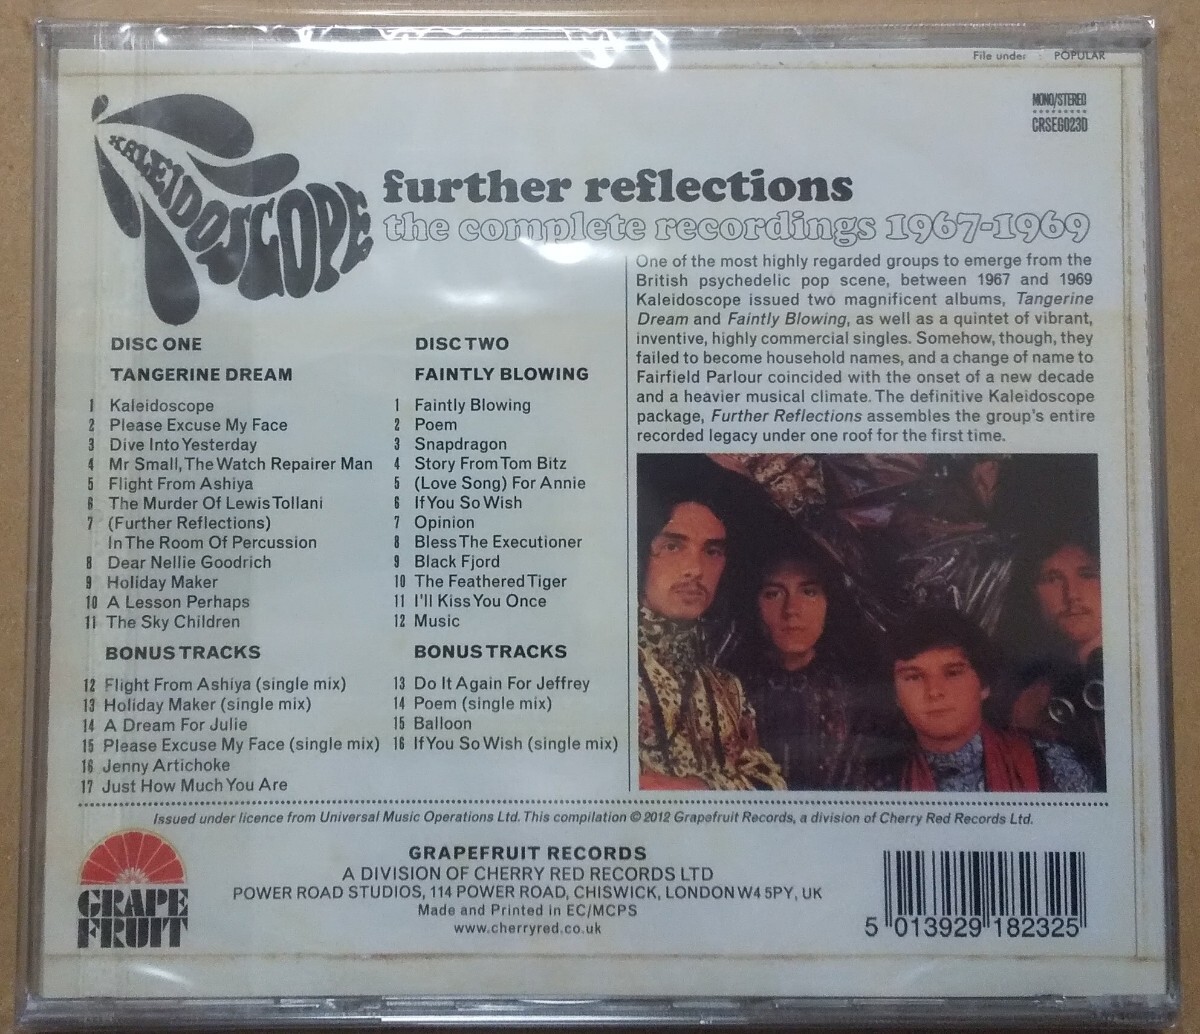 File under : POPULAR
MONO/STEREO
CRSEG023D
KALEIDOSCOPE
further reflections
the complete recordings 1967-1969
One of the most highly regarded groups to emerge from the
British psychedelic pop scene, between 1967 and 1969
Kaleidoscope issued two magnificent albums, Tangerine
Dream and Faintly Blowing, as well as a quintet of vibrant,
inventive, highly commercial singles. Somehow, though, they
failed to become household names, and a change of name to
Fairfield Parlour coincided with the onset of a new decade
and a heavier musical climate. The definitive Kaleidoscope
package, Further Reflections assembles the group's entire
recorded legacy under one roof for the first time.
DISC ONE
TANGERINE DREAM
1 Kaleidoscope
2 Please Excuse My Face
3 Dive Into Yesterday
4 Mr Small, The Watch Repairer Man
5 Flight From Ashiya
6 The Murder Of Lewis Tollani
7 (Further Reflections)
In The Room Of Percussion
8 Dear Nellie Goodrich
9 Holiday Maker
10 A Lesson Perhaps
11 The Sky Children
BONUS TRACKS
12 Flight From Ashiya (single mix)
13 Holiday Maker (single mix)
14 A Dream For Julie
15 Please Excuse My Face (single mix)
16 Jenny Artichoke
17 Just How Much You Are
DISC TWO
FAINTLY BLOWING
1 Faintly Blowing
2 Poem
3 Snapdragon
4 Story From Tom Bitz
5 (Love Song) For Annie
6 If You So Wish
7 Opinion
8 Bless The Executioner
9 Black Fjord
10 The Feathered Tiger
11 I'll Kiss You Once
12 Music
BONUS TRACKS
13 Do It Again For Jeffrey
14 Poem (single mix)
15 Balloon
16 If You So Wish (single mix)
Issued under licence from Universal Music Operations Ltd. This compilation © 2012 Grapefruit Records, a division of Cherry Red Records Ltd.
GRAPE
FRUIT
GRAPEFRUIT RECORDS
A DIVISION OF CHERRY RED RECORDS LTD
POWER ROAD STUDIOS, 114 POWER ROAD, CHISWICK, LONDON W4 5PY, UK
Made and Printed in EC/MCPS
www.cherryred.co.uk
5 013929 182325